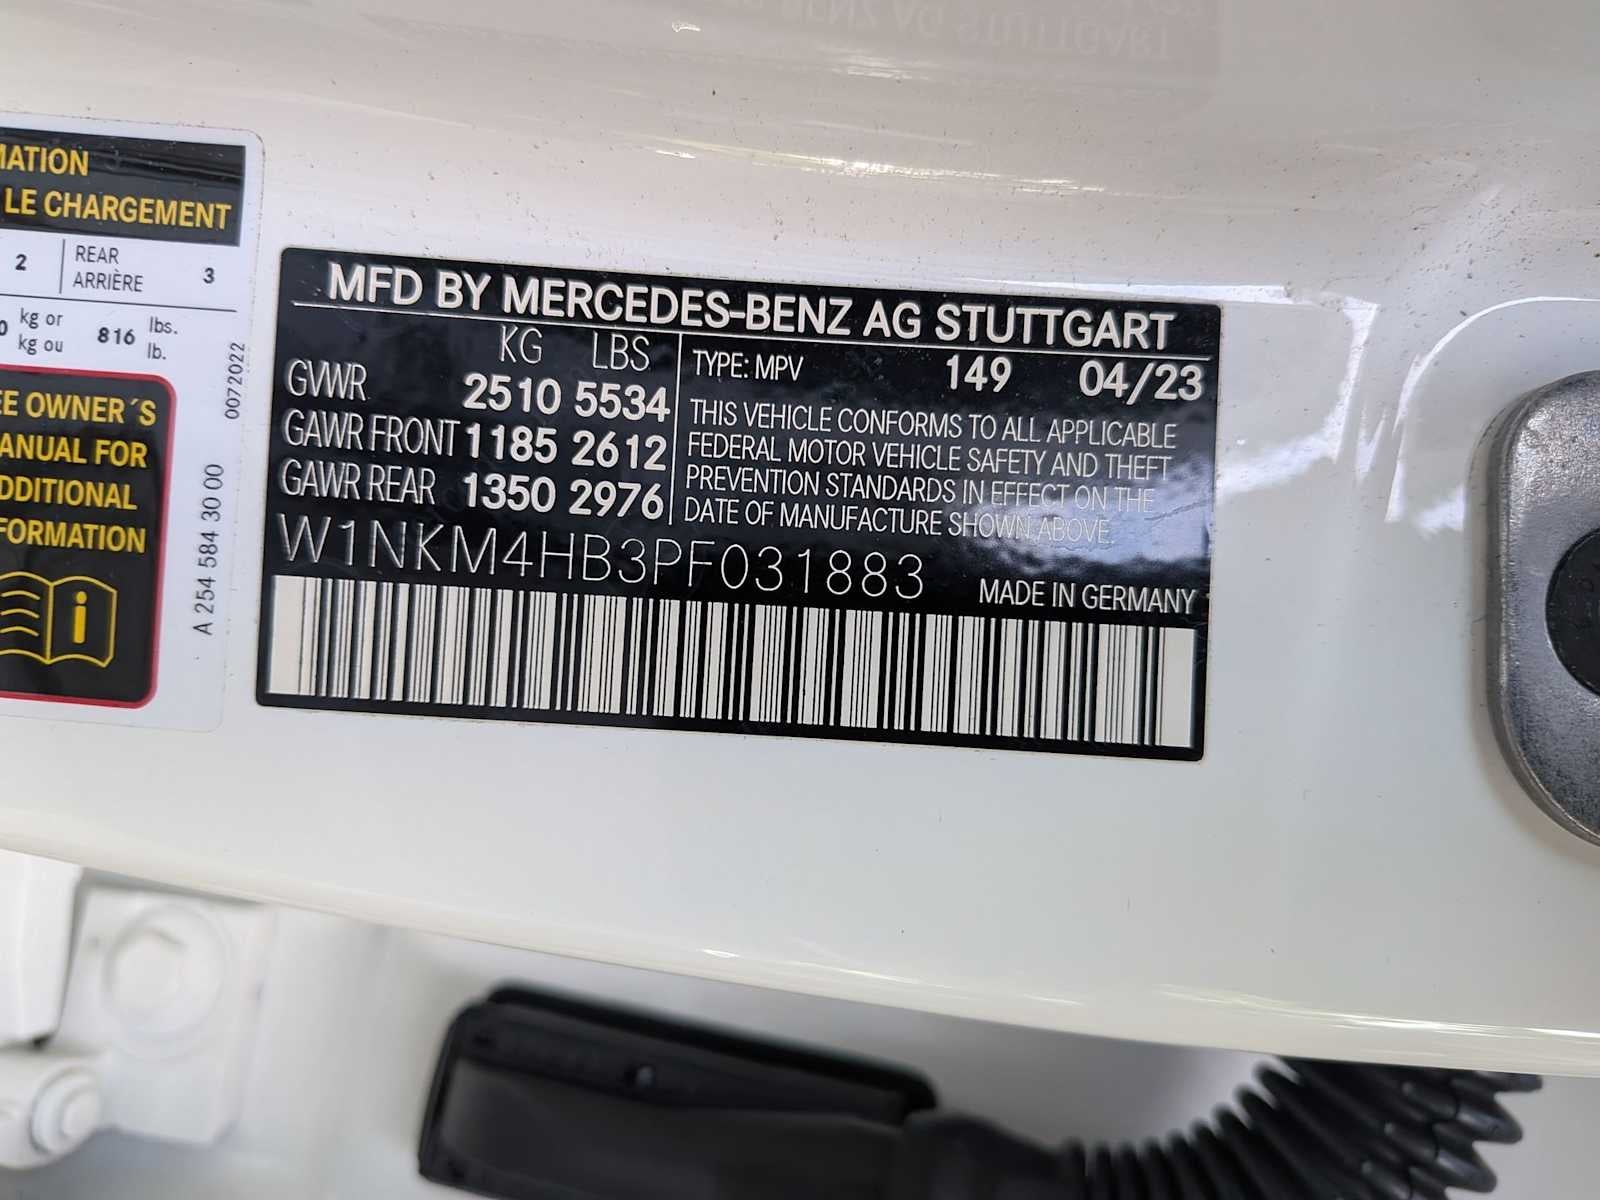 MATION
LE CHARGEMENT
2 REAR
ARRIÈRE 3
0 kg or
kg ou 816 lbs.
lb.
EE OWNER´S
ANUAL FOR
DDITIONAL
FORMATION
i
A 254 584 30 00
0072022
MFD BY MERCEDES-BENZ AG STUTTGART
KG LBS
GVWR 2510 5534
GAWR FRONT 1185 2612
GAWR REAR 1350 2976
TYPE: MPV 149 04/23
THIS VEHICLE CONFORMS TO ALL APPLICABLE
FEDERAL MOTOR VEHICLE SAFETY AND THEFT
PREVENTION STANDARDS IN EFFECT ON THE
DATE OF MANUFACTURE SHOWN ABOVE.
W1NKM4HB3PF031883
MADE IN GERMANY